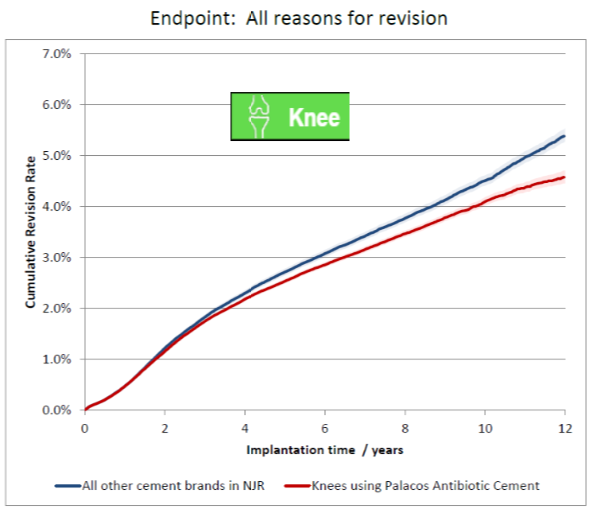 Endpoint:  All reasons for revision
7.0%
6.0%
5.0%
4.0%
3.0%
2.0%
1.0%
0.0%
Cumulative Revision Rate
Knee
0 2 4 6 8 10 12
Implantation time / years
All other cement brands in NJR Knees using Palacos Antibiotic Cement